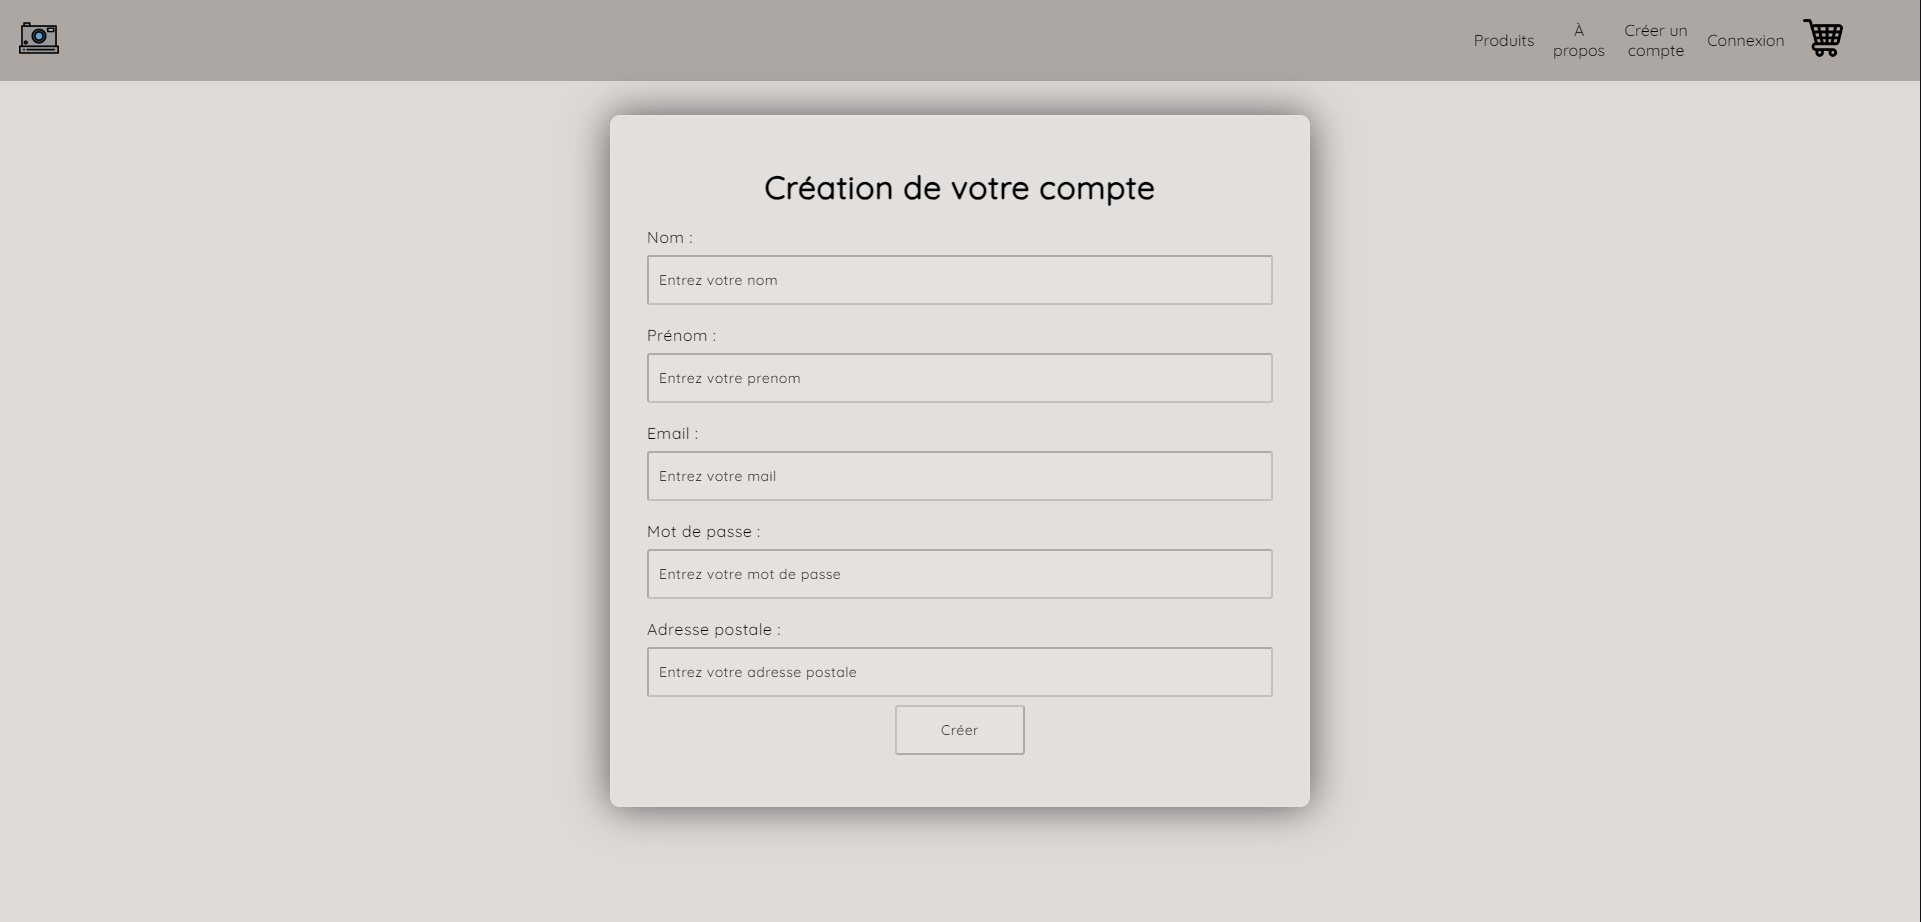 Produits
À
propos
Créer un
compte
Connexion
Création de votre compte
Nom :
Entrez votre nom
Prénom :
Entrez votre prenom
Email :
Entrez votre mail
Mot de passe :
Entrez votre mot de passe
Adresse postale :
Entrez votre adresse postale
Créer